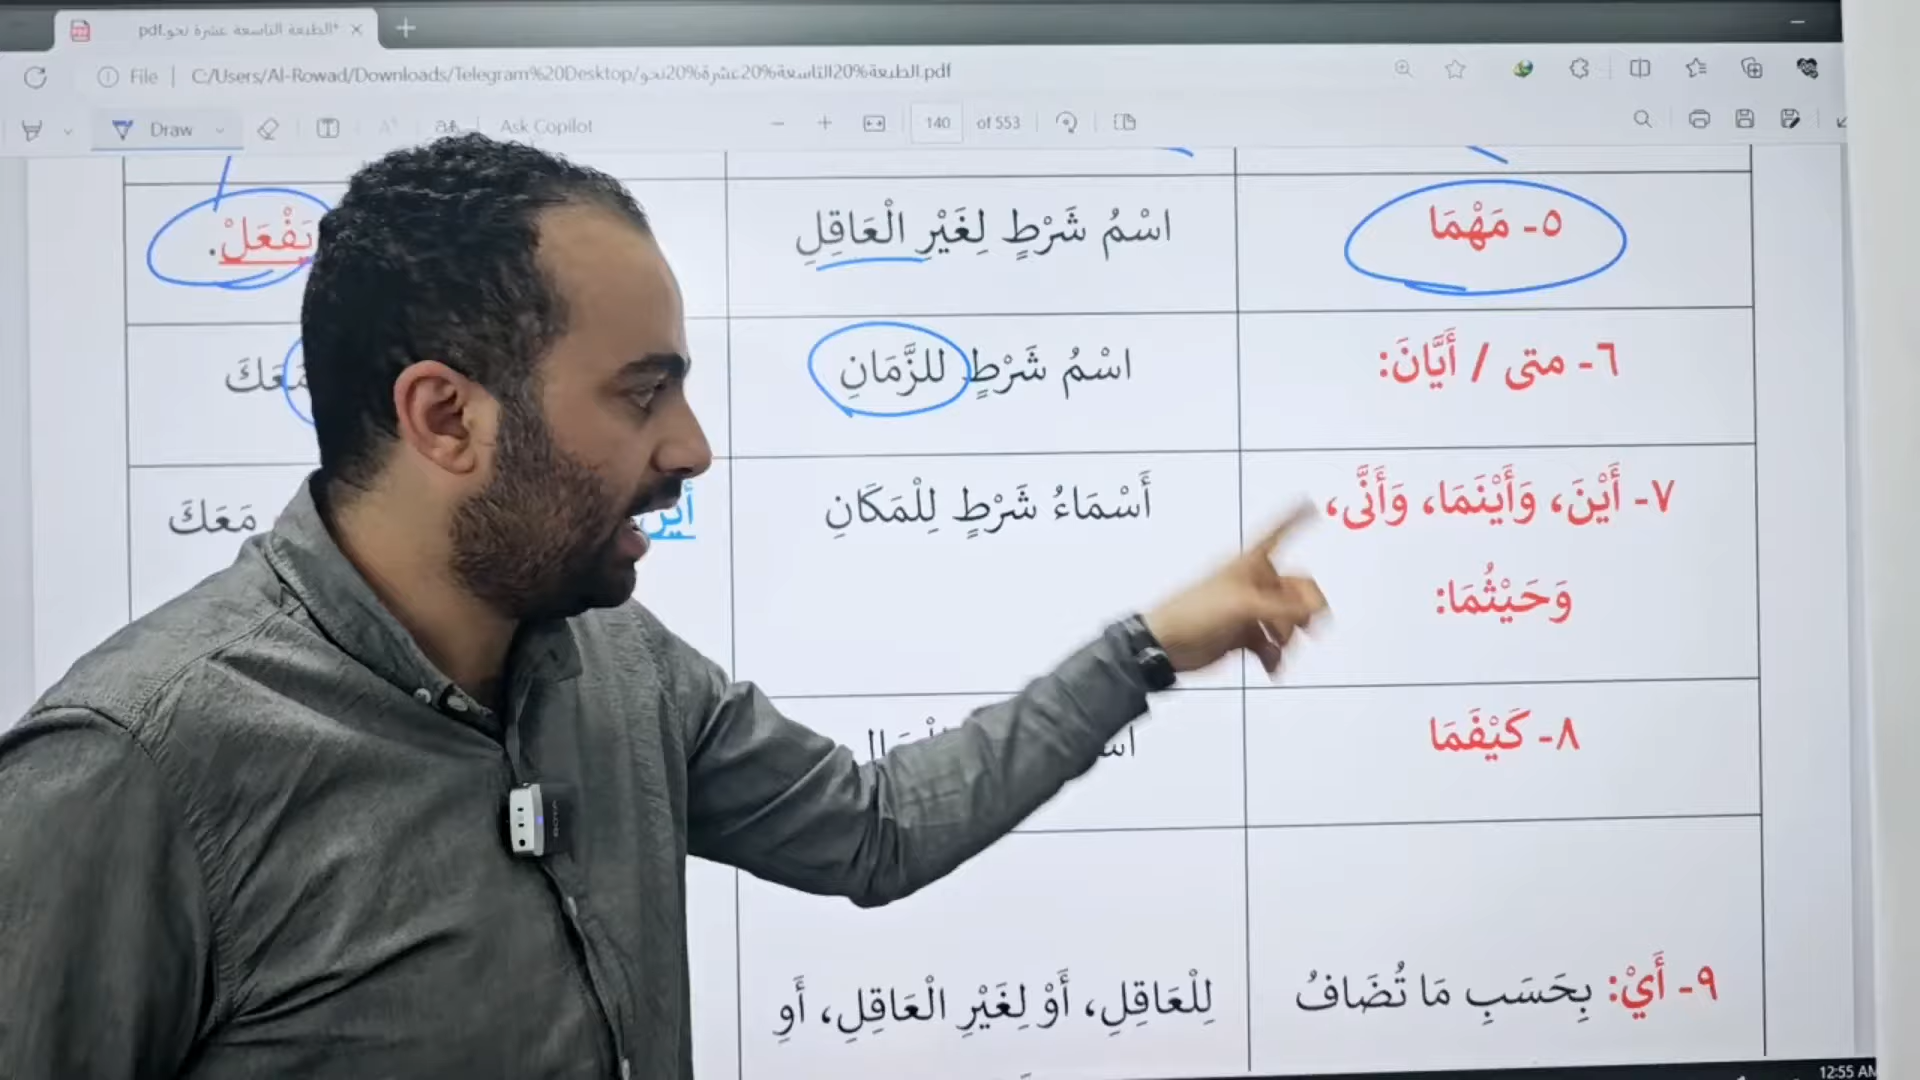 الطبعة التاسعة عشرة نحو.pdf*
File | C:/Users/Al-Rowad/Downloads/Telegram%20Desktop/الطبعة%20التاسعة%20عشرة%20نحو.pdf
Draw
Ask Copilot
140 of 553
٥- مَهْمَا
اسْمُ شَرْطٍ لِغَيْرِ الْعَاقِلِ
يَفْعَلْ.
٦- متى / أَيَّانَ:
اسْمُ شَرْطٍ للزَّمَانِ
مَعَكَ
٧- أَيْنَ، وَأَيْنَمَا، وَأَنَّى،
وَحَيْثُمَا:
أَسْمَاءُ شَرْطٍ لِلْمَكَانِ
مَعَكَ
٨- كَيْفَمَا
٩- أَيْ: بِحَسَبِ مَا تُضَافُ
لِلْعَاقِلِ، أَوْ لِغَيْرِ الْعَاقِلِ، أَوِ
12:55 AM